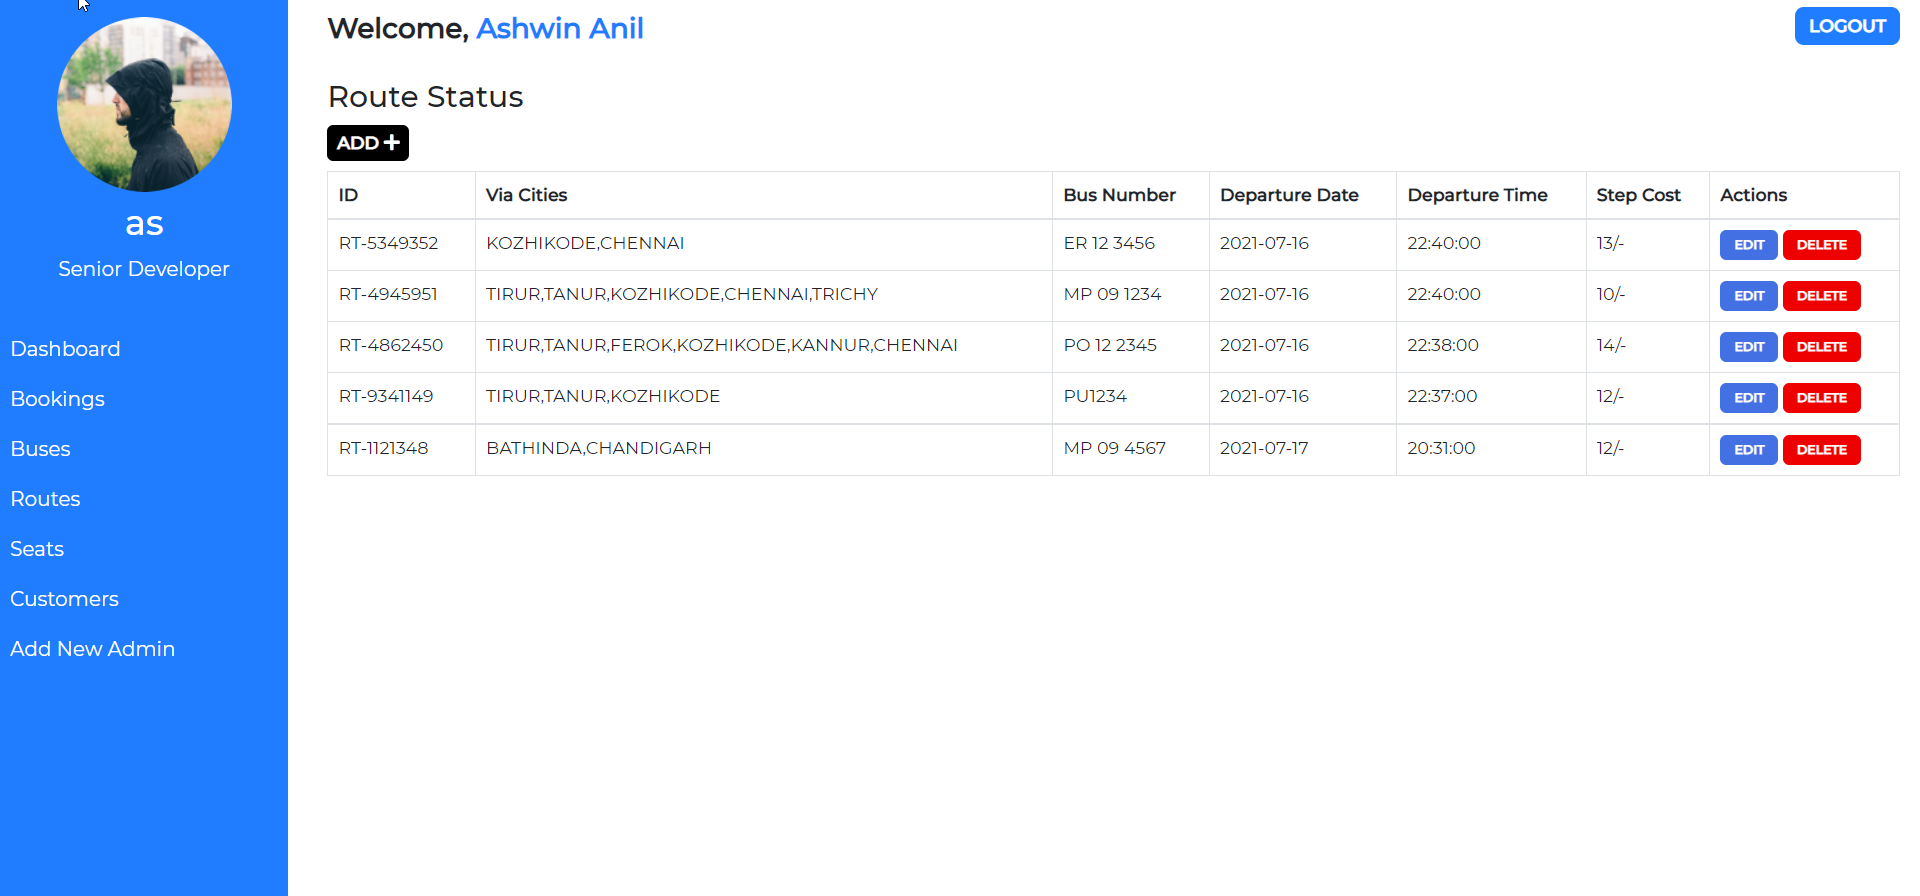 as
Senior Developer
Dashboard
Bookings
Buses
Routes
Seats
Customers
Add New Admin
Welcome, Ashwin Anil
LOGOUT
Route Status
ADD
ID Via Cities Bus Number Departure Date Departure Time Step Cost Actions
RT-5349352 KOZHIKODE,CHENNAI ER 12 3456 2021-07-16 22:40:00 13/- EDIT DELETE
RT-4945951 TIRUR,TANUR,KOZHIKODE,CHENNAI,TRICHY MP 09 1234 2021-07-16 22:40:00 10/- EDIT DELETE
RT-4862450 TIRUR,TANUR,FEROK,KOZHIKODE,KANNUR,CHENNAI PO 12 2345 2021-07-16 22:38:00 14/- EDIT DELETE
RT-9341149 TIRUR,TANUR,KOZHIKODE PU1234 2021-07-16 22:37:00 12/- EDIT DELETE
RT-1121348 BATHINDA,CHANDIGARH MP 09 4567 2021-07-17 20:31:00 12/- EDIT DELETE